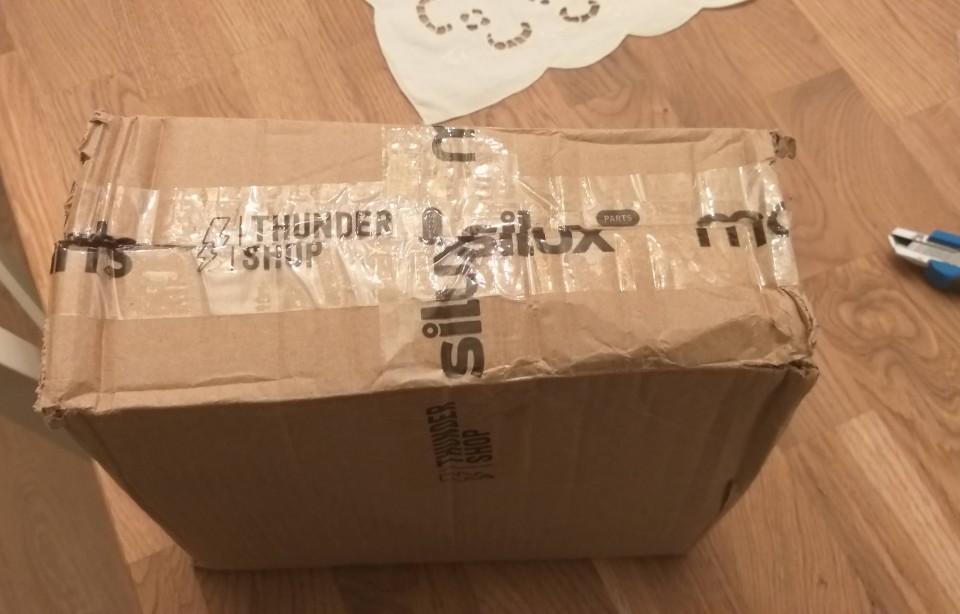 THUNDER
SHOP
silux
PARTS
silux
THUNDER
SHOP